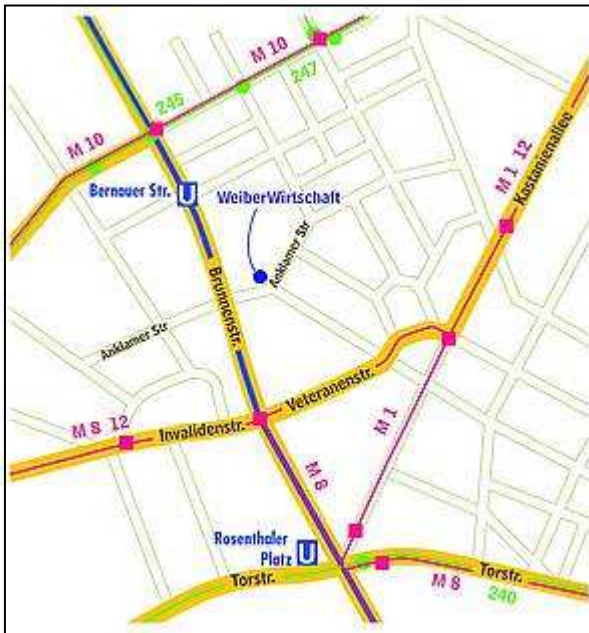 M 10
247
245
M 10
M 1 12
Kastanienallee
Bernauer Str.
U
WeiberWirtschaft
Anklamer Str
Brunnenstr.
Anklamer Str
Veteranenstr.
M 8 12
Invalidenstr.
M 1
M 8
Rosenthaler
Platz
U
Torstr.
M 8
Torstr.
240